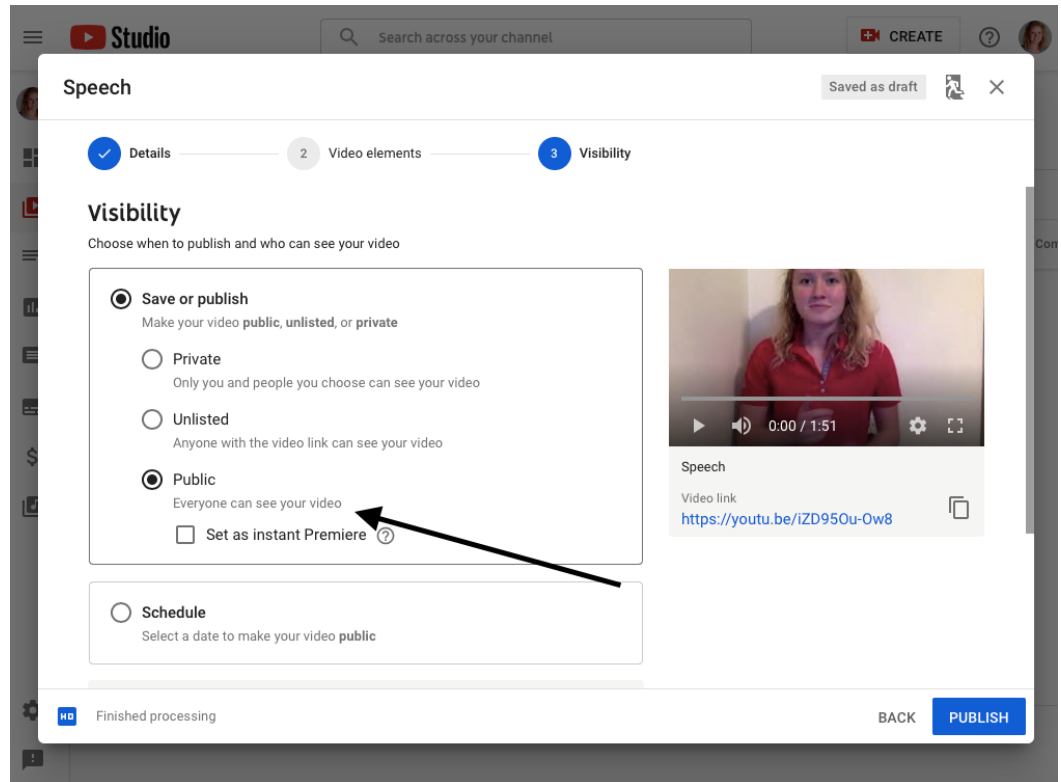 Studio
Search across your channel
CREATE
Speech
Saved as draft
Details
2
Video elements
3
Visibility
Visibility
Choose when to publish and who can see your video
Save or publish
Make your video public, unlisted, or private
Private
Only you and people you choose can see your video
Unlisted
Anyone with the video link can see your video
Public
Everyone can see your video
Set as instant Premiere
Schedule
Select a date to make your video public
0:00 / 1:51
Speech
Video link
https://youtu.be/iZD95Ou-Ow8
HD
Finished processing
BACK
PUBLISH